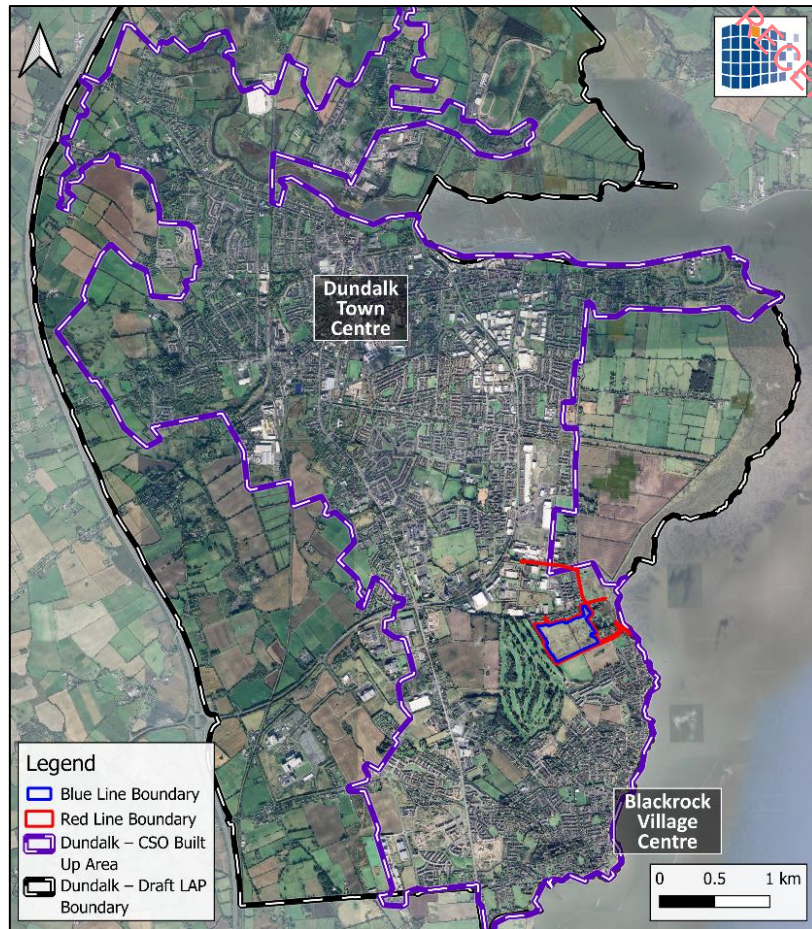 RECE
Dundalk
Town
Centre
Legend
Blue Line Boundary
Red Line Boundary
Dundalk – CSO Built
Up Area
Dundalk – Draft LAP
Boundary
Blackrock
Village
Centre
0 0.5 1 km